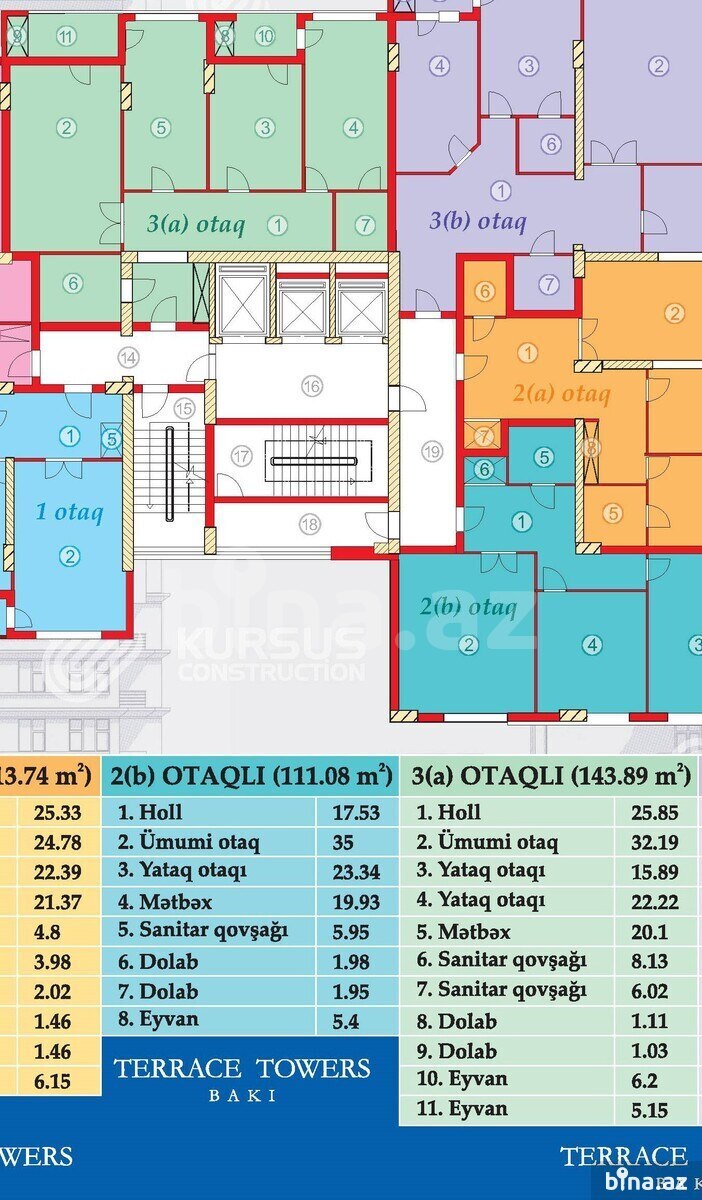 9
11
8
10
2
5
3
4
4
3
2
6
1
3(a) otaq
1
7
3(b) otaq
6
7
6
2
14
16
1
2(a) otaq
15
1
5
17
19
7
8
6
5
5
1 otaq
18
1
2
2(b) otaq
2
4
3
bina.az
KURSUS
CONSTRUCTION
13.74 m²)
25.33
24.78
22.39
21.37
4.8
3.98
2.02
1.46
1.46
6.15
2(b) OTAQLI (111.08 m²)
1. Holl 17.53
2. Ümumi otaq 35
3. Yataq otaqı 23.34
4. Mətbəx 19.93
5. Sanitar qovşağı 5.95
6. Dolab 1.98
7. Dolab 1.95
8. Eyvan 5.4
3(a) OTAQLI (143.89 m²)
1. Holl 25.85
2. Ümumi otaq 32.19
3. Yataq otaqı 15.89
4. Yataq otaqı 22.22
5. Mətbəx 20.1
6. Sanitar qovşağı 8.13
7. Sanitar qovşağı 6.02
8. Dolab 1.11
9. Dolab 1.03
10. Eyvan 6.2
11. Eyvan 5.15
TERRACE TOWERS
BAKI
WERS
TERRACE
bina.az